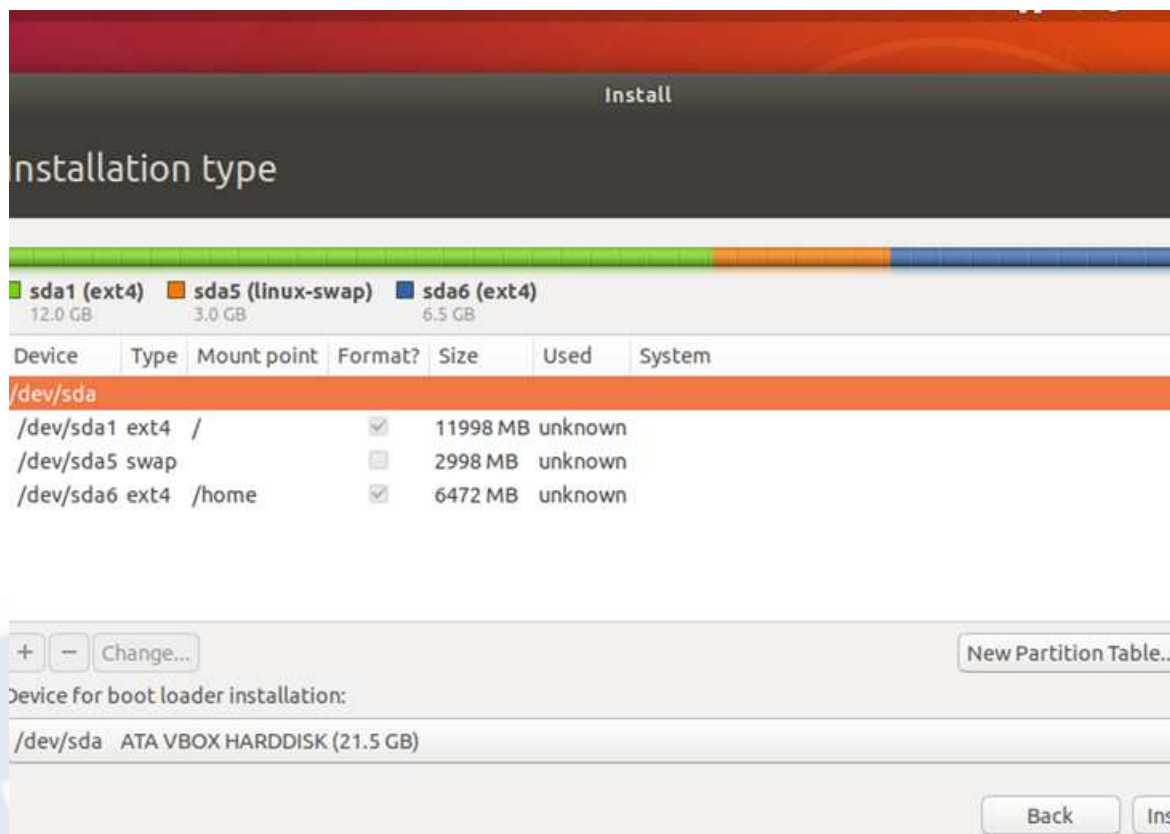 Install
Installation type
sda1 (ext4) sda5 (linux-swap) sda6 (ext4)
12.0 GB 3.0 GB 6.5 GB
Device Type Mount point Format? Size Used System
/dev/sda
/dev/sda1 ext4 / 11998 MB unknown
/dev/sda5 swap 2998 MB unknown
/dev/sda6 ext4 /home 6472 MB unknown
+ − Change... New Partition Table..
Device for boot loader installation:
/dev/sda ATA VBOX HARDDISK (21.5 GB)
Back Ins